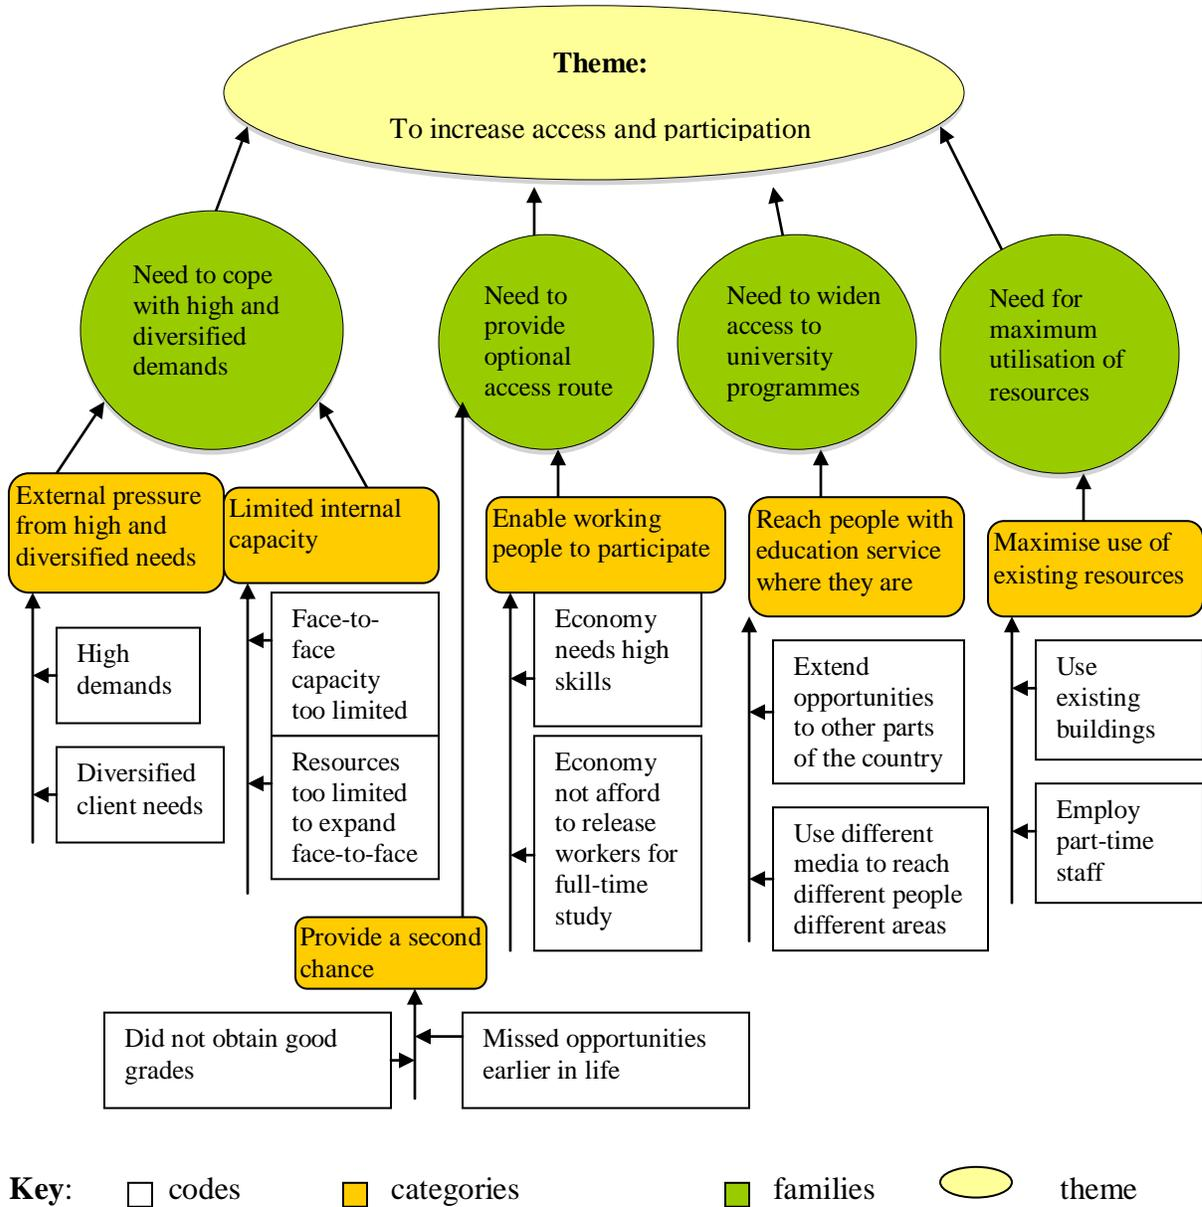 Theme:
To increase access and participation
Need to cope
with high and
diversified
demands
Need to
provide
optional
access route
Need to widen
access to
university
programmes
Need for
maximum
utilisation of
resources
External pressure
from high and
diversified needs
Limited internal
capacity
Enable working
people to participate
Reach people with
education service
where they are
Maximise use of
existing resources
High
demands
Diversified
client needs
Face-to-
face
capacity
too limited
Resources
too limited
to expand
face-to-face
Economy
needs high
skills
Economy
not afford
to release
workers for
full-time
study
Extend
opportunities
to other parts
of the country
Use different
media to reach
different people
different areas
Use
existing
buildings
Employ
part-time
staff
Provide a second
chance
Did not obtain good
grades
Missed opportunities
earlier in life
Key: codes categories families theme